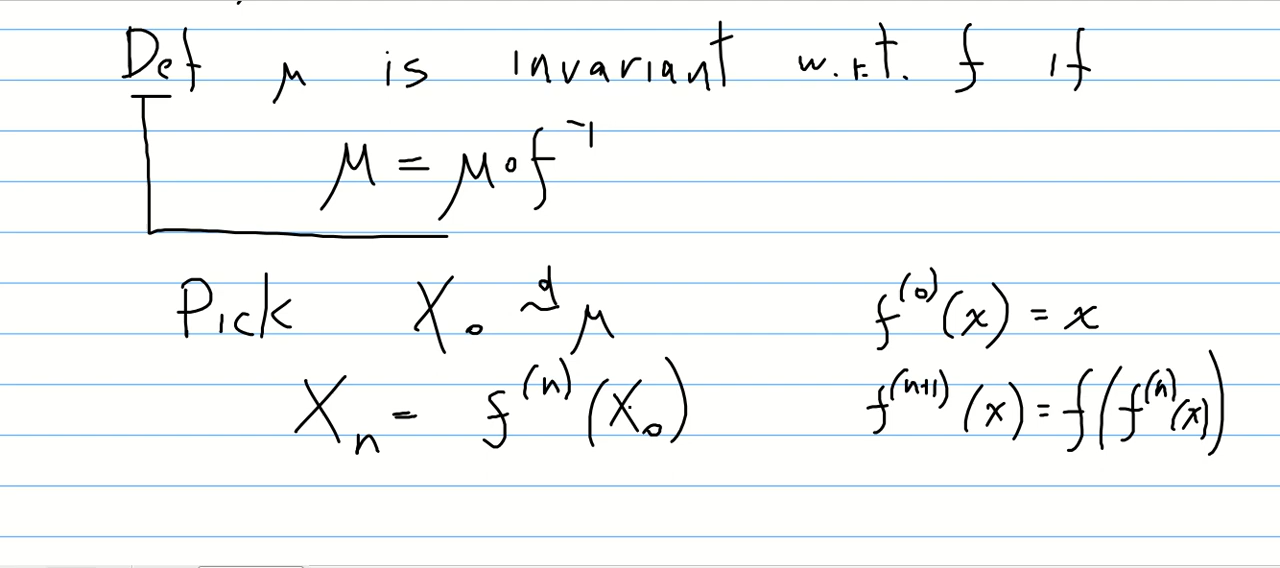 Def μ is invariant w.r.t. f if
μ = μ∘f⁻¹
Pick X₀ ~ᵈ μ f⁽⁰⁾(x) = x
Xₙ = f⁽ⁿ⁾(X₀) f⁽ⁿ⁺¹⁾(x) = f(f⁽ⁿ⁾(x))